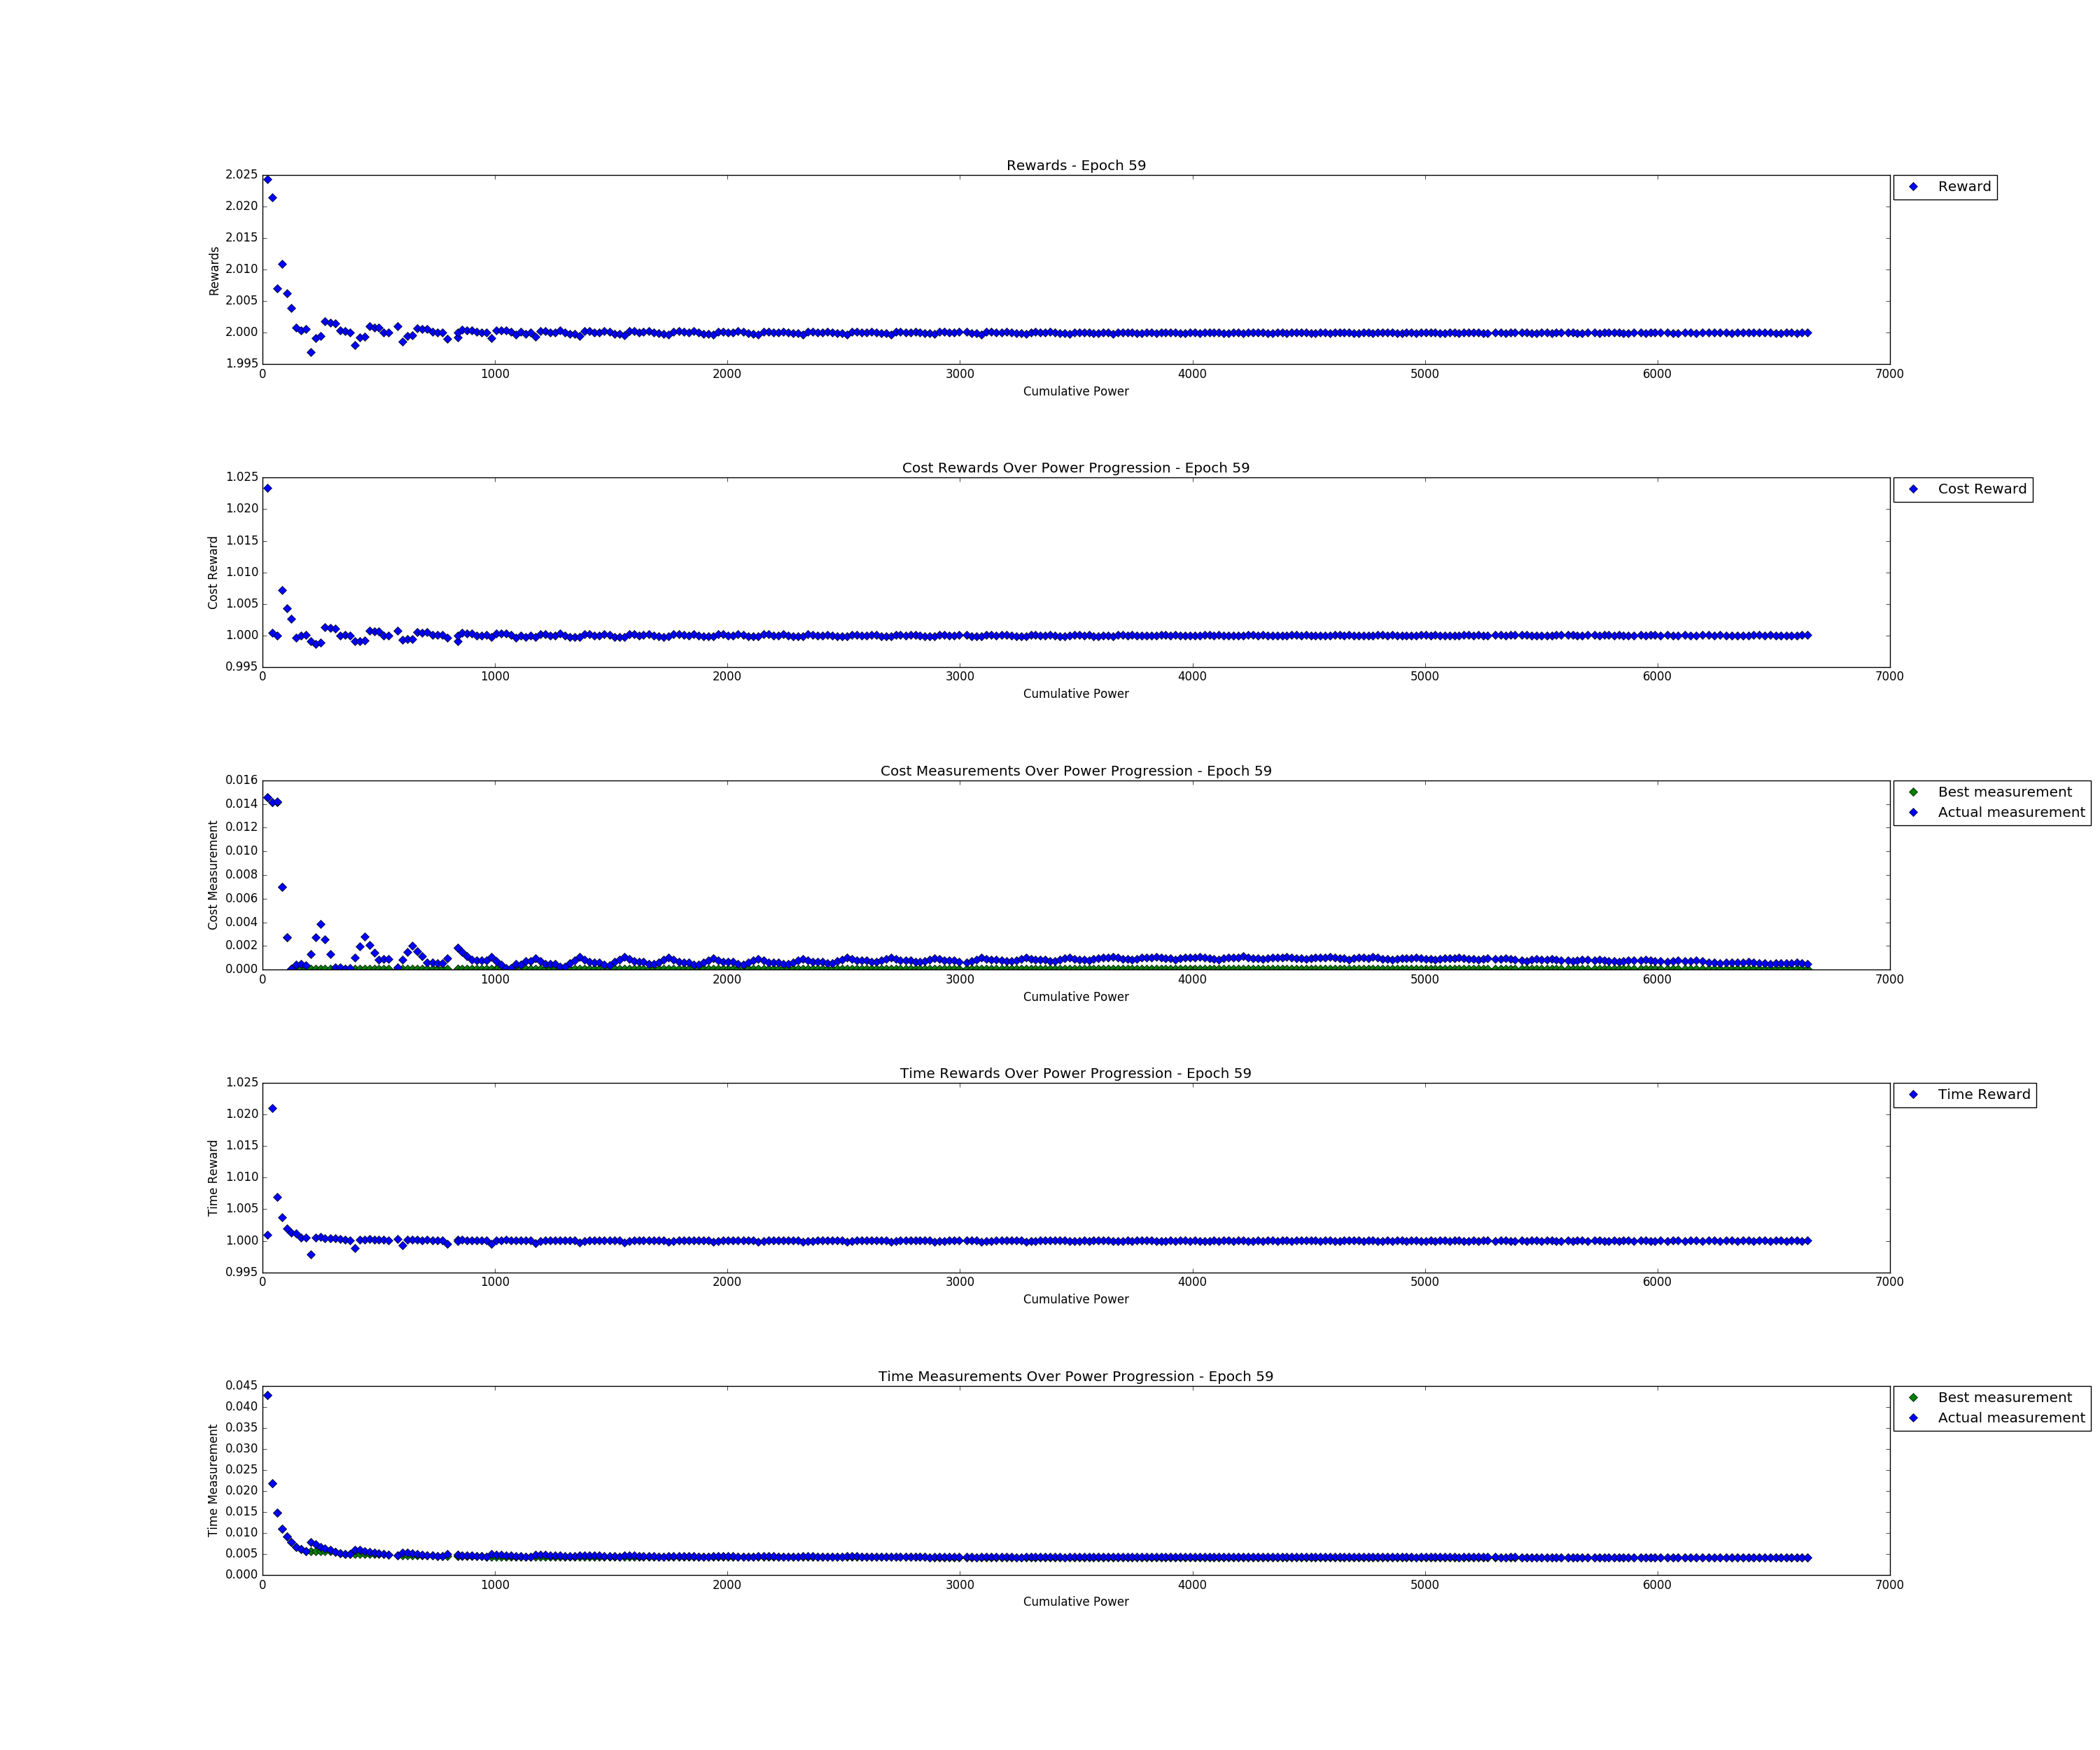 Rewards - Epoch 59
2.025
2.020
2.015
2.010
2.005
2.000
1.995
Rewards
0 1000 2000 3000 4000 5000 6000 7000
Cumulative Power
Reward
Cost Rewards Over Power Progression - Epoch 59
1.025
1.020
1.015
1.010
1.005
1.000
0.995
Cost Reward
0 1000 2000 3000 4000 5000 6000 7000
Cumulative Power
Cost Reward
Cost Measurements Over Power Progression - Epoch 59
0.016
0.014
0.012
0.010
0.008
0.006
0.004
0.002
0.000
Cost Measurement
0 1000 2000 3000 4000 5000 6000 7000
Cumulative Power
Best measurement
Actual measurement
Time Rewards Over Power Progression - Epoch 59
1.025
1.020
1.015
1.010
1.005
1.000
0.995
Time Reward
0 1000 2000 3000 4000 5000 6000 7000
Cumulative Power
Time Reward
Time Measurements Over Power Progression - Epoch 59
0.045
0.040
0.035
0.030
0.025
0.020
0.015
0.010
0.005
0.000
Time Measurement
0 1000 2000 3000 4000 5000 6000 7000
Cumulative Power
Best measurement
Actual measurement